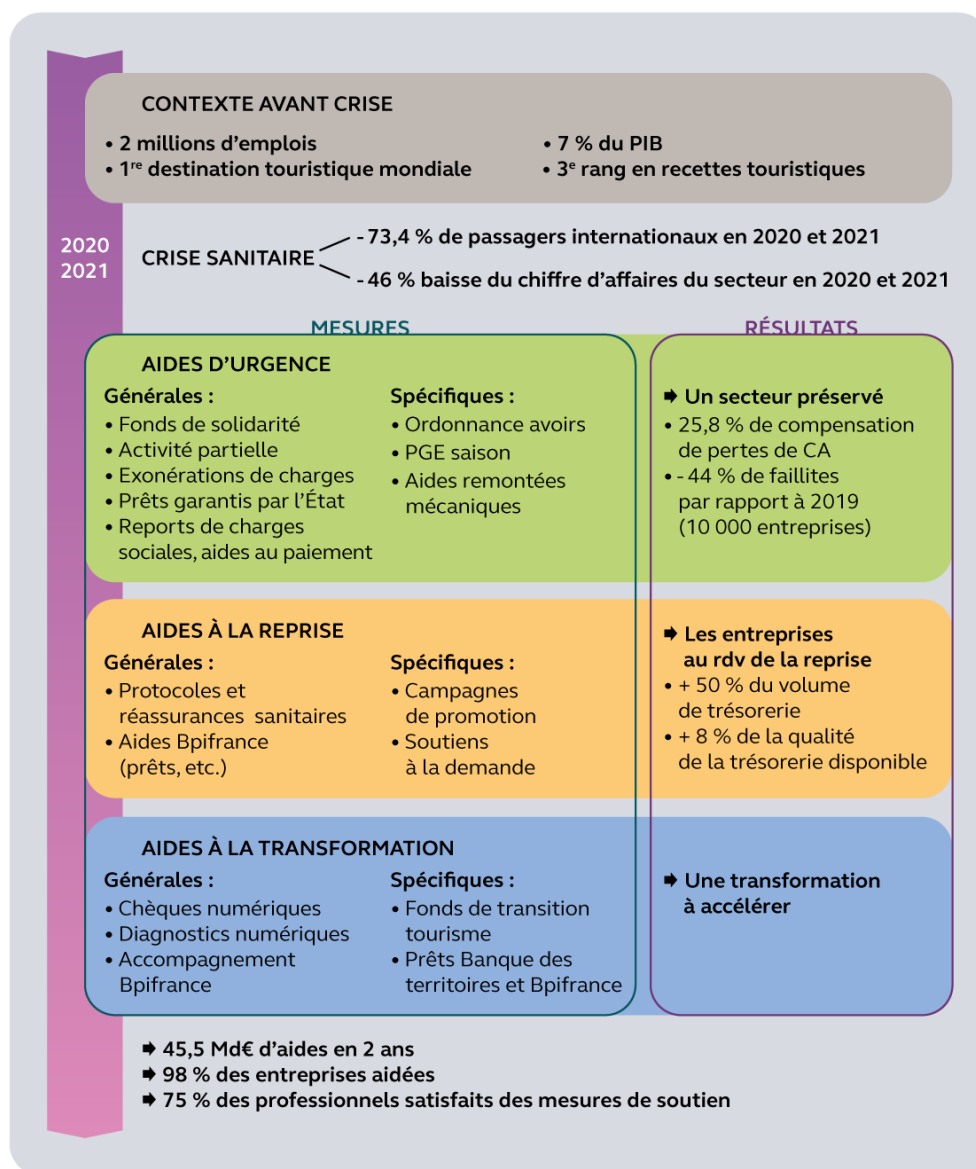 CONTEXTE AVANT CRISE
• 2 millions d'emplois
• 1re destination touristique mondiale
• 7 % du PIB
• 3e rang en recettes touristiques
2020
2021
CRISE SANITAIRE
- 73,4 % de passagers internationaux en 2020 et 2021
- 46 % baisse du chiffre d'affaires du secteur en 2020 et 2021
MESURES
RÉSULTATS
AIDES D'URGENCE
Générales :
• Fonds de solidarité
• Activité partielle
• Exonérations de charges
• Prêts garantis par l'État
• Reports de charges
sociales, aides au paiement
Spécifiques :
• Ordonnance avoirs
• PGE saison
• Aides remontées
mécaniques
➡ Un secteur préservé
• 25,8 % de compensation
de pertes de CA
• - 44 % de faillites
par rapport à 2019
(10 000 entreprises)
AIDES À LA REPRISE
Générales :
• Protocoles et
réassurances sanitaires
• Aides Bpifrance
(prêts, etc.)
Spécifiques :
• Campagnes
de promotion
• Soutiens
à la demande
➡ Les entreprises
au rdv de la reprise
• + 50 % du volume
de trésorerie
• + 8 % de la qualité
de la trésorerie disponible
AIDES À LA TRANSFORMATION
Générales :
• Chèques numériques
• Diagnostics numériques
• Accompagnement
Bpifrance
Spécifiques :
• Fonds de transition
tourisme
• Prêts Banque des
territoires et Bpifrance
➡ Une transformation
à accélérer
➡ 45,5 Md€ d'aides en 2 ans
➡ 98 % des entreprises aidées
➡ 75 % des professionnels satisfaits des mesures de soutien